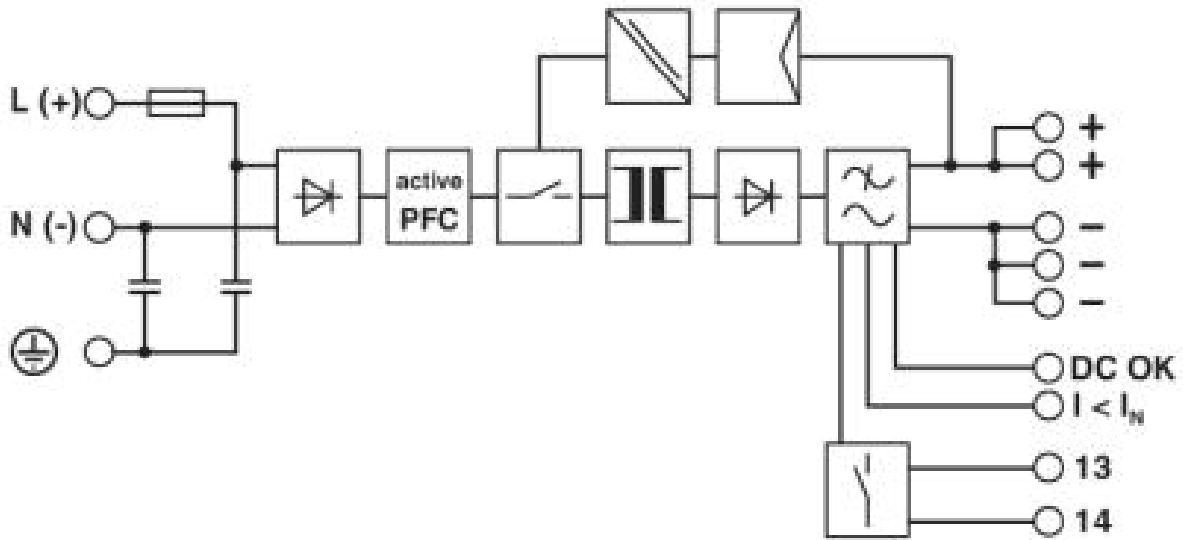 L (+)
N (-)
active
PFC
+
+
−
−
−
DC OK
I < IN
13
14